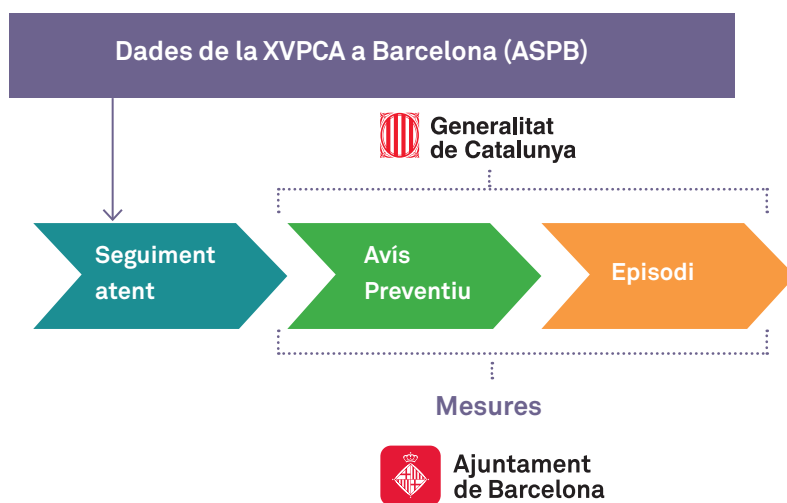 Dades de la XVPCA a Barcelona (ASPB)
Generalitat
de Catalunya
Seguiment
atent
Avís
Preventiu
Episodi
Mesures
Ajuntament
de Barcelona